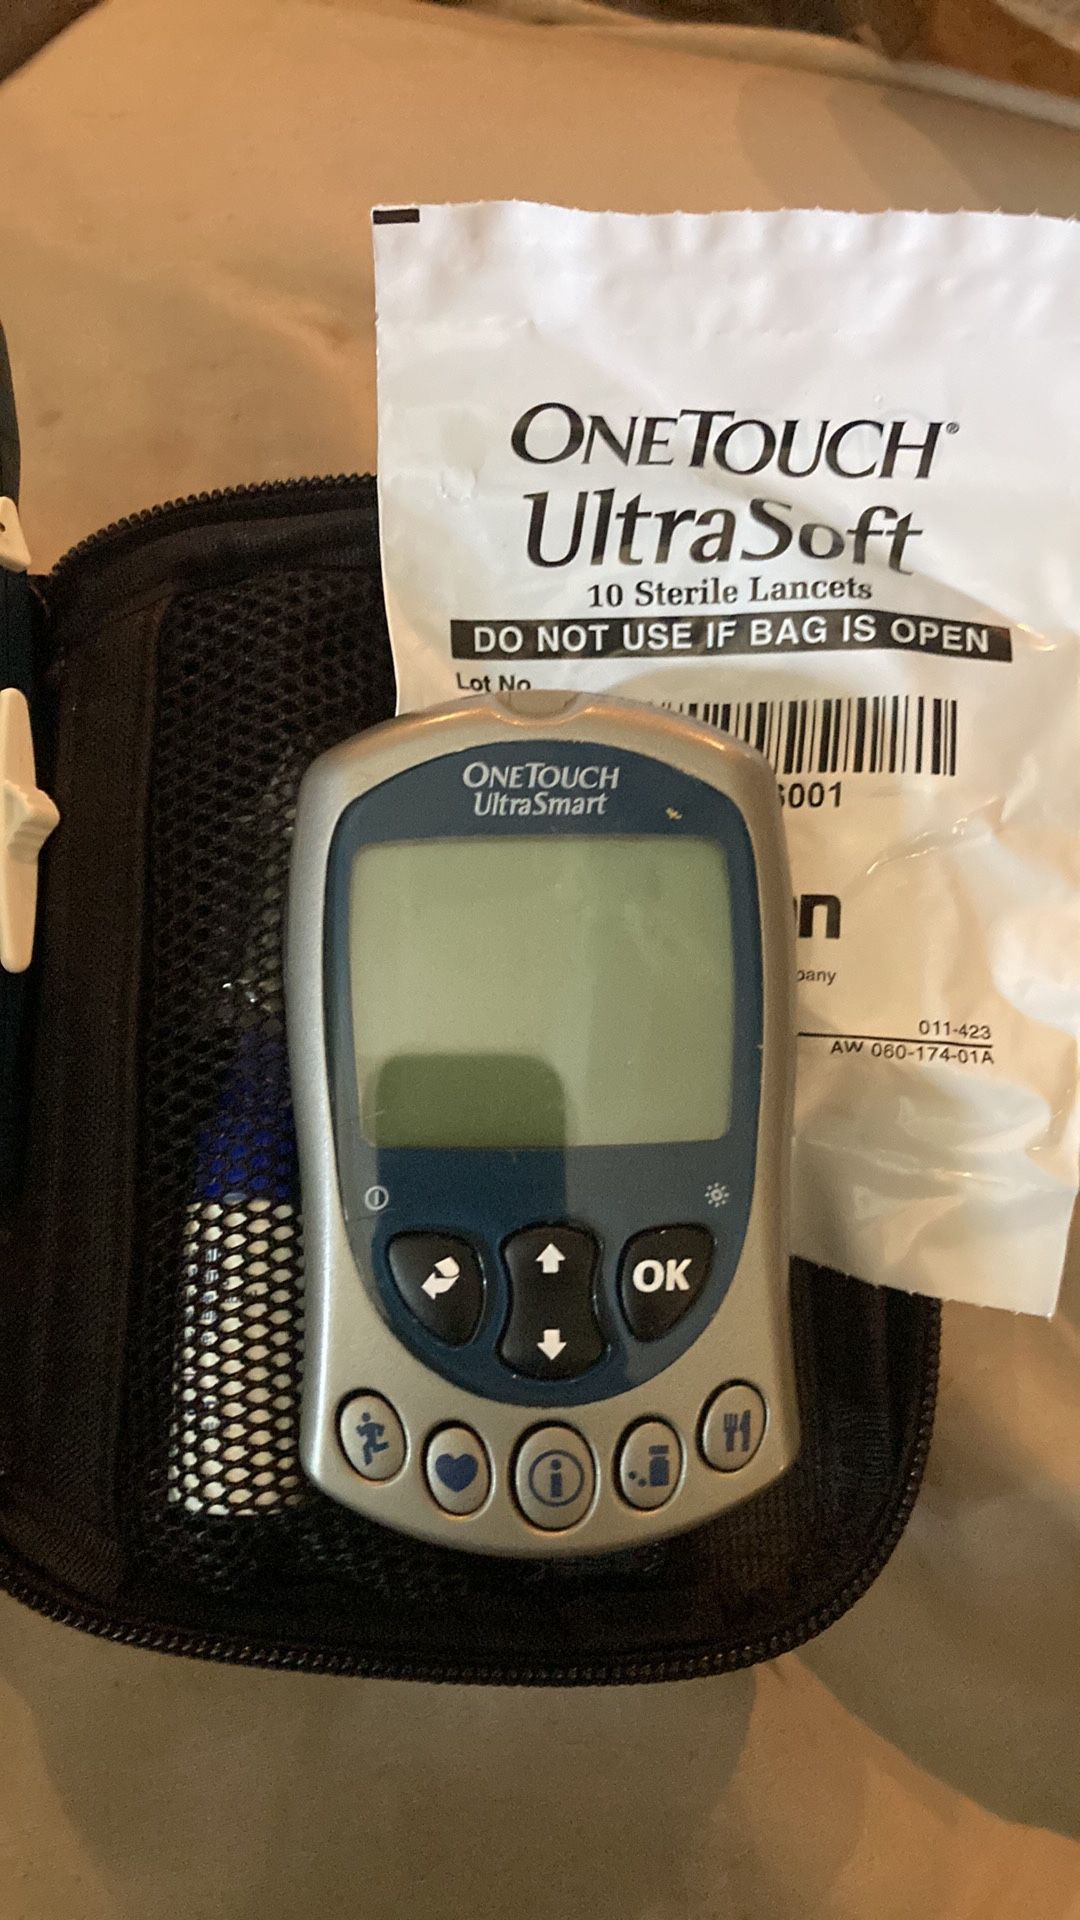 ONETOUCH®
UltraSoft
10 Sterile Lancets
DO NOT USE IF BAG IS OPEN
Lot No
001
n
pany
011-423
AW 060-174-01A
ONETOUCH
UltraSmart
OK
i